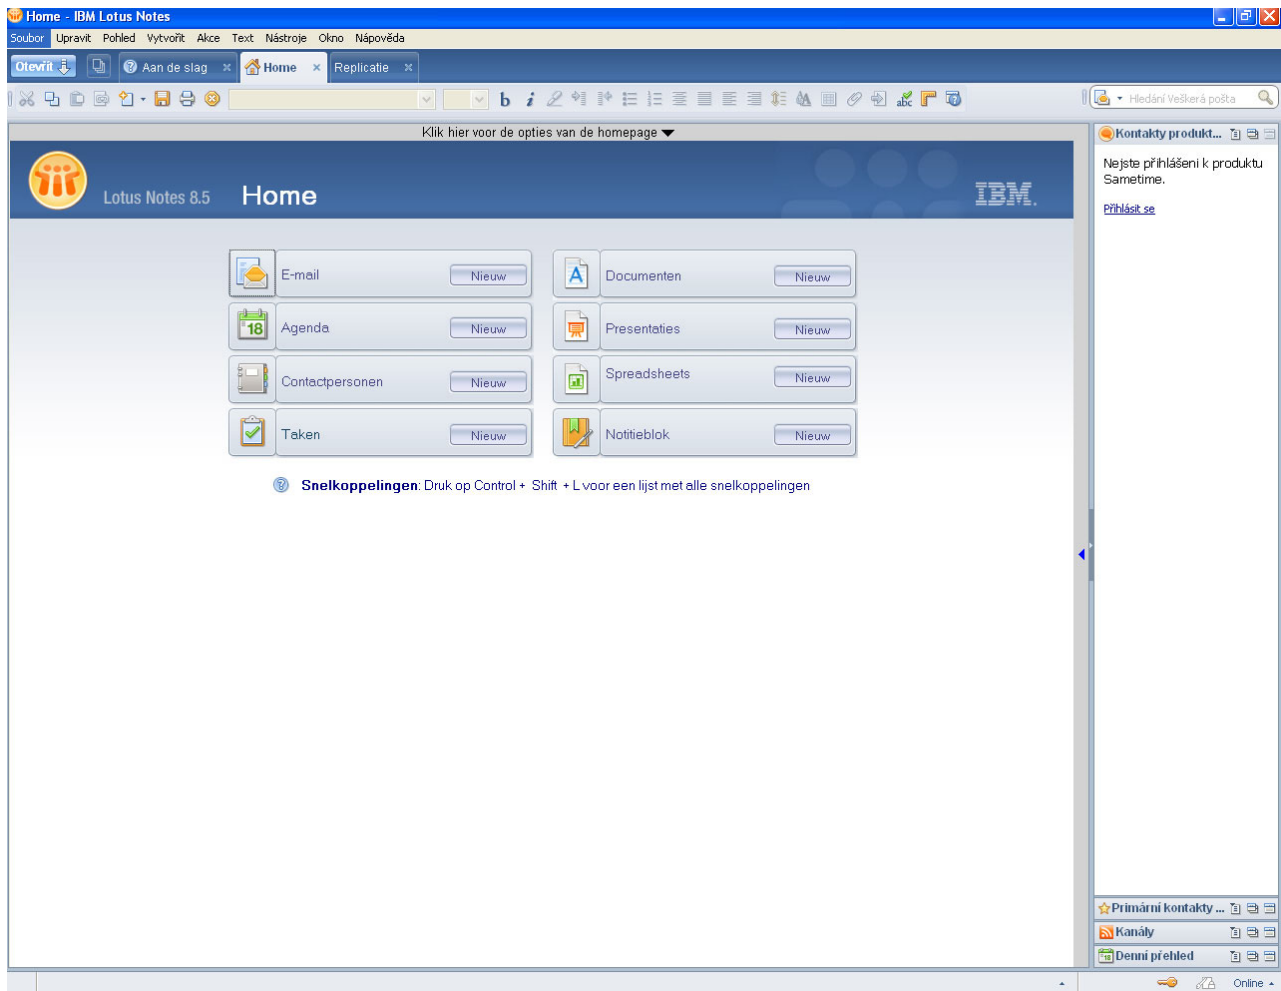 Home - IBM Lotus Notes
Soubor Upravit Pohled Vytvořit Akce Text Nástroje Okno Nápověda
Otevřít Aan de slag Home Replicatie
b i abc Hledání Veškerá pošta
Klik hier voor de opties van de homepage
Kontakty produkt...
Lotus Notes 8.5 Home IBM.
Nejste přihlášeni k produktu
Sametime.
Přihlásit se
E-mail Nieuw Documenten Nieuw
18 Agenda Nieuw Presentaties Nieuw
Contactpersonen Nieuw Spreadsheets Nieuw
Taken Nieuw Notitieblok Nieuw
Snelkoppelingen: Druk op Control + Shift + L voor een lijst met alle snelkoppelingen
Primární kontakty ...
Kanály
18 Denní přehled
Online